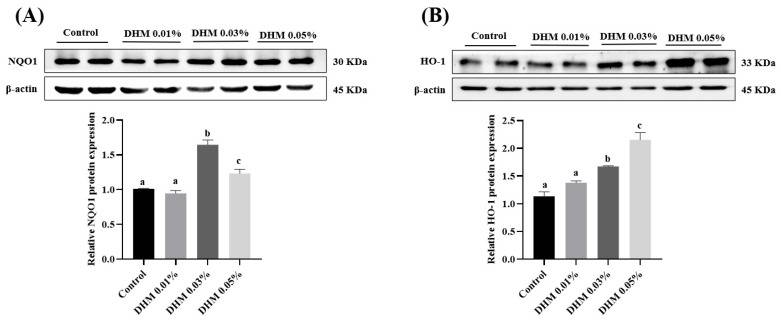 (A)
Control DHM 0.01% DHM 0.03% DHM 0.05%
NQO1 30 KDa
β-actin 45 KDa
Relative NQO1 protein expression
2.0
1.5
1.0
0.5
0.0
a a b c
Control DHM 0.01% DHM 0.03% DHM 0.05%
(B)
Control DHM 0.01% DHM 0.03% DHM 0.05%
HO-1 33 KDa
β-actin 45 KDa
Relative HO-1 protein expression
2.5
2.0
1.5
1.0
0.5
0.0
a a b c
Control DHM 0.01% DHM 0.03% DHM 0.05%